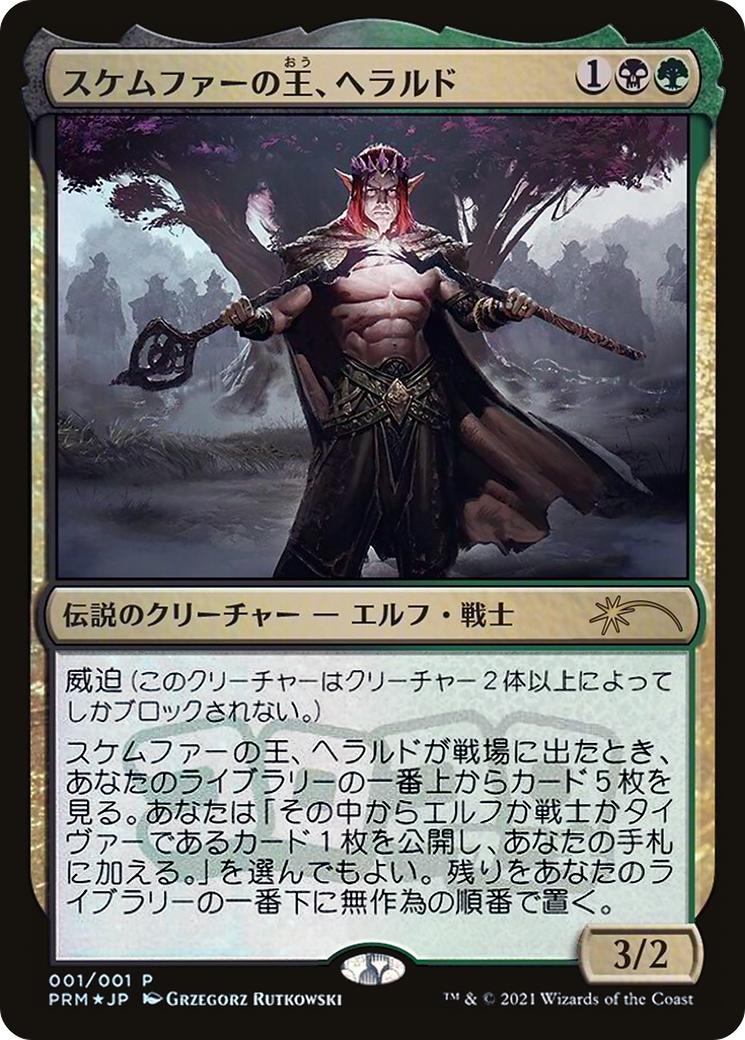 スケムファーの王、ヘラルド
おう
1
伝説のクリーチャー — エルフ・戦士
威迫（このクリーチャーはクリーチャー２体以上によって
しかブロックされない。）
スケムファーの王、ヘラルドが戦場に出たとき、
あなたのライブラリーの一番上からカード５枚を
見る。あなたは「その中からエルフか戦士かタイ
ヴァーであるカード１枚を公開し、あなたの手札
に加える。」を選んでもよい。残りをあなたのラ
イブラリーの一番下に無作為の順番で置く。
3/2
001/001 P
PRM★JP Grzegorz Rutkowski
™ & © 2021 Wizards of the Coast